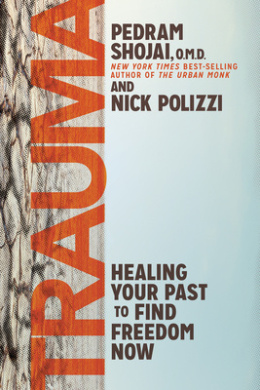 TRAUMA
PEDRAM
SHOJAI, O.M.D.
NEW YORK TIMES BEST-SELLING
AUTHOR OF THE URBAN MONK
AND
NICK POLIZZI
HEALING
YOUR PAST
TO FIND
FREEDOM
NOW